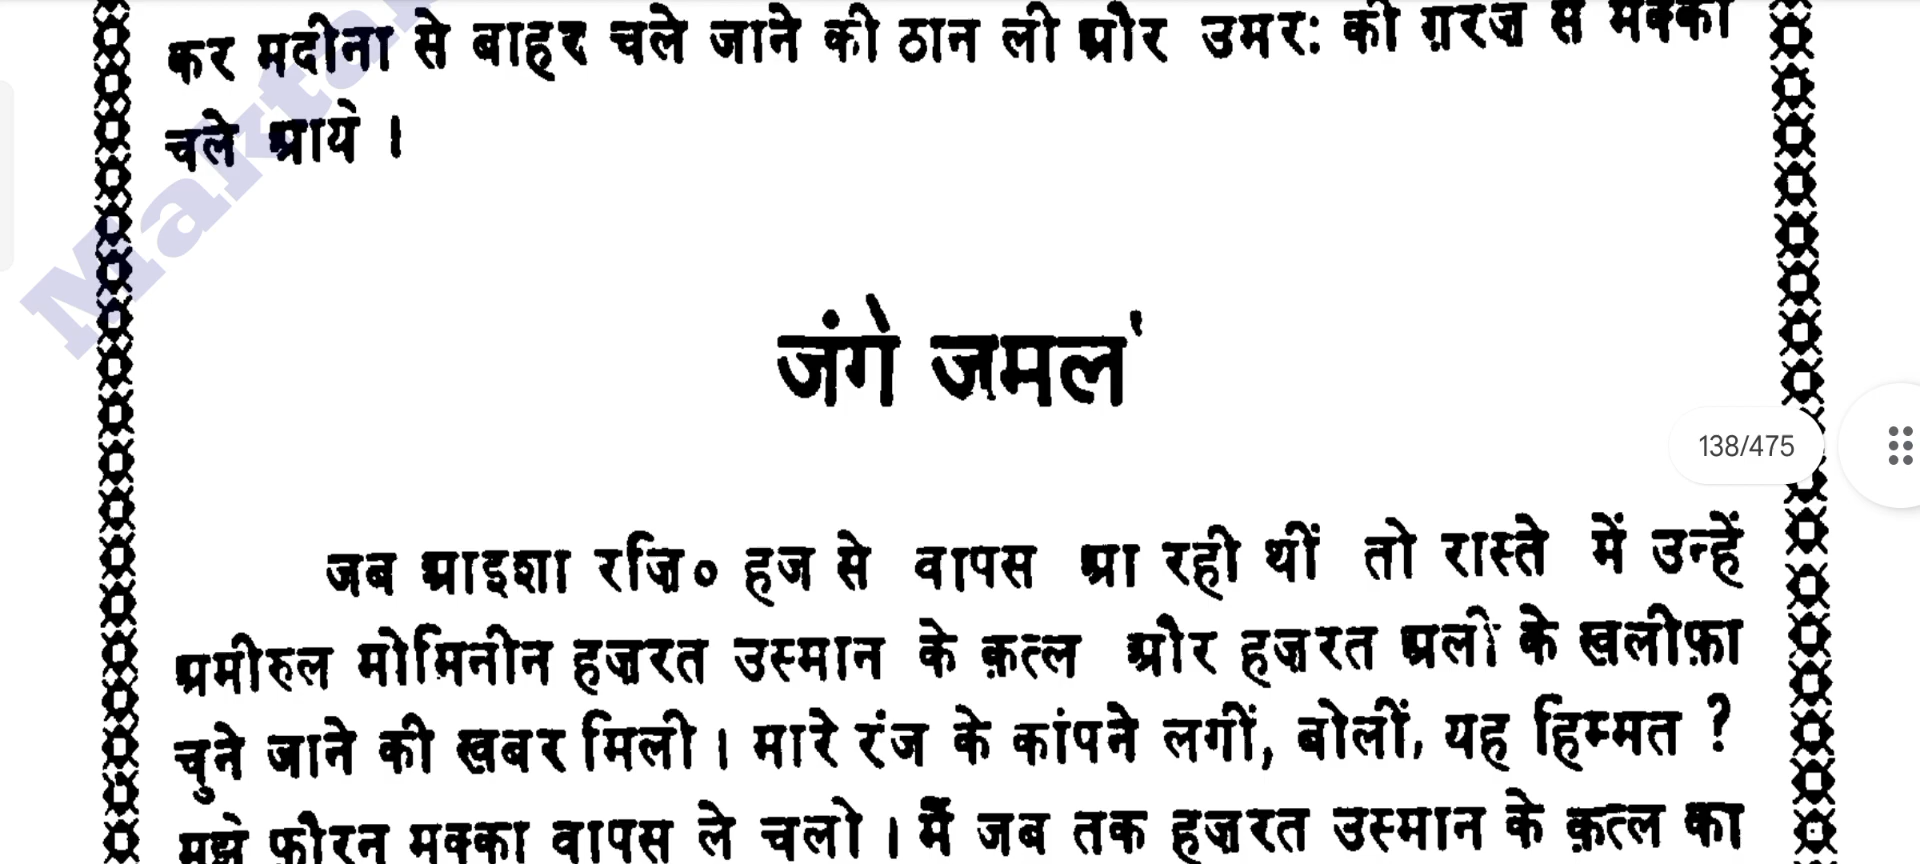 कर मदीना से बाहर चले जाने की ठान ली और उमर: की ग़रज़ से मक्का
चले आये ।
जंगे जमल'
138/475
जब आइशा रज़ि० हज से वापस आ रही थीं तो रास्ते में उन्हें
अमीरुल मोमिनीन हज़रत उस्मान के क़त्ल और हज़रत अली के खलीफ़ा
चुने जाने की खबर मिली । मारे रंज के कांपने लगीं, बोलीं, यह हिम्मत ?
मुझे फ़ौरन मक्का वापस ले चलो । मैं जब तक हज़रत उस्मान के क़त्ल का